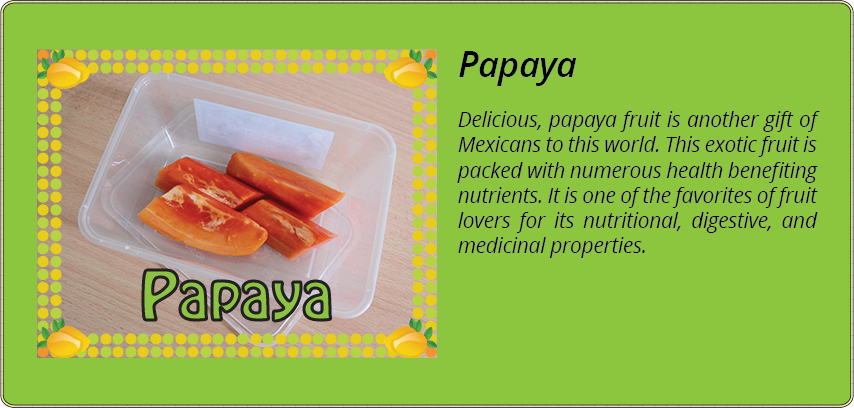 Papaya
Delicious, papaya fruit is another gift of
Mexicans to this world. This exotic fruit is
packed with numerous health benefiting
nutrients. It is one of the favorites of fruit
lovers for its nutritional, digestive, and
medicinal properties.
Papaya